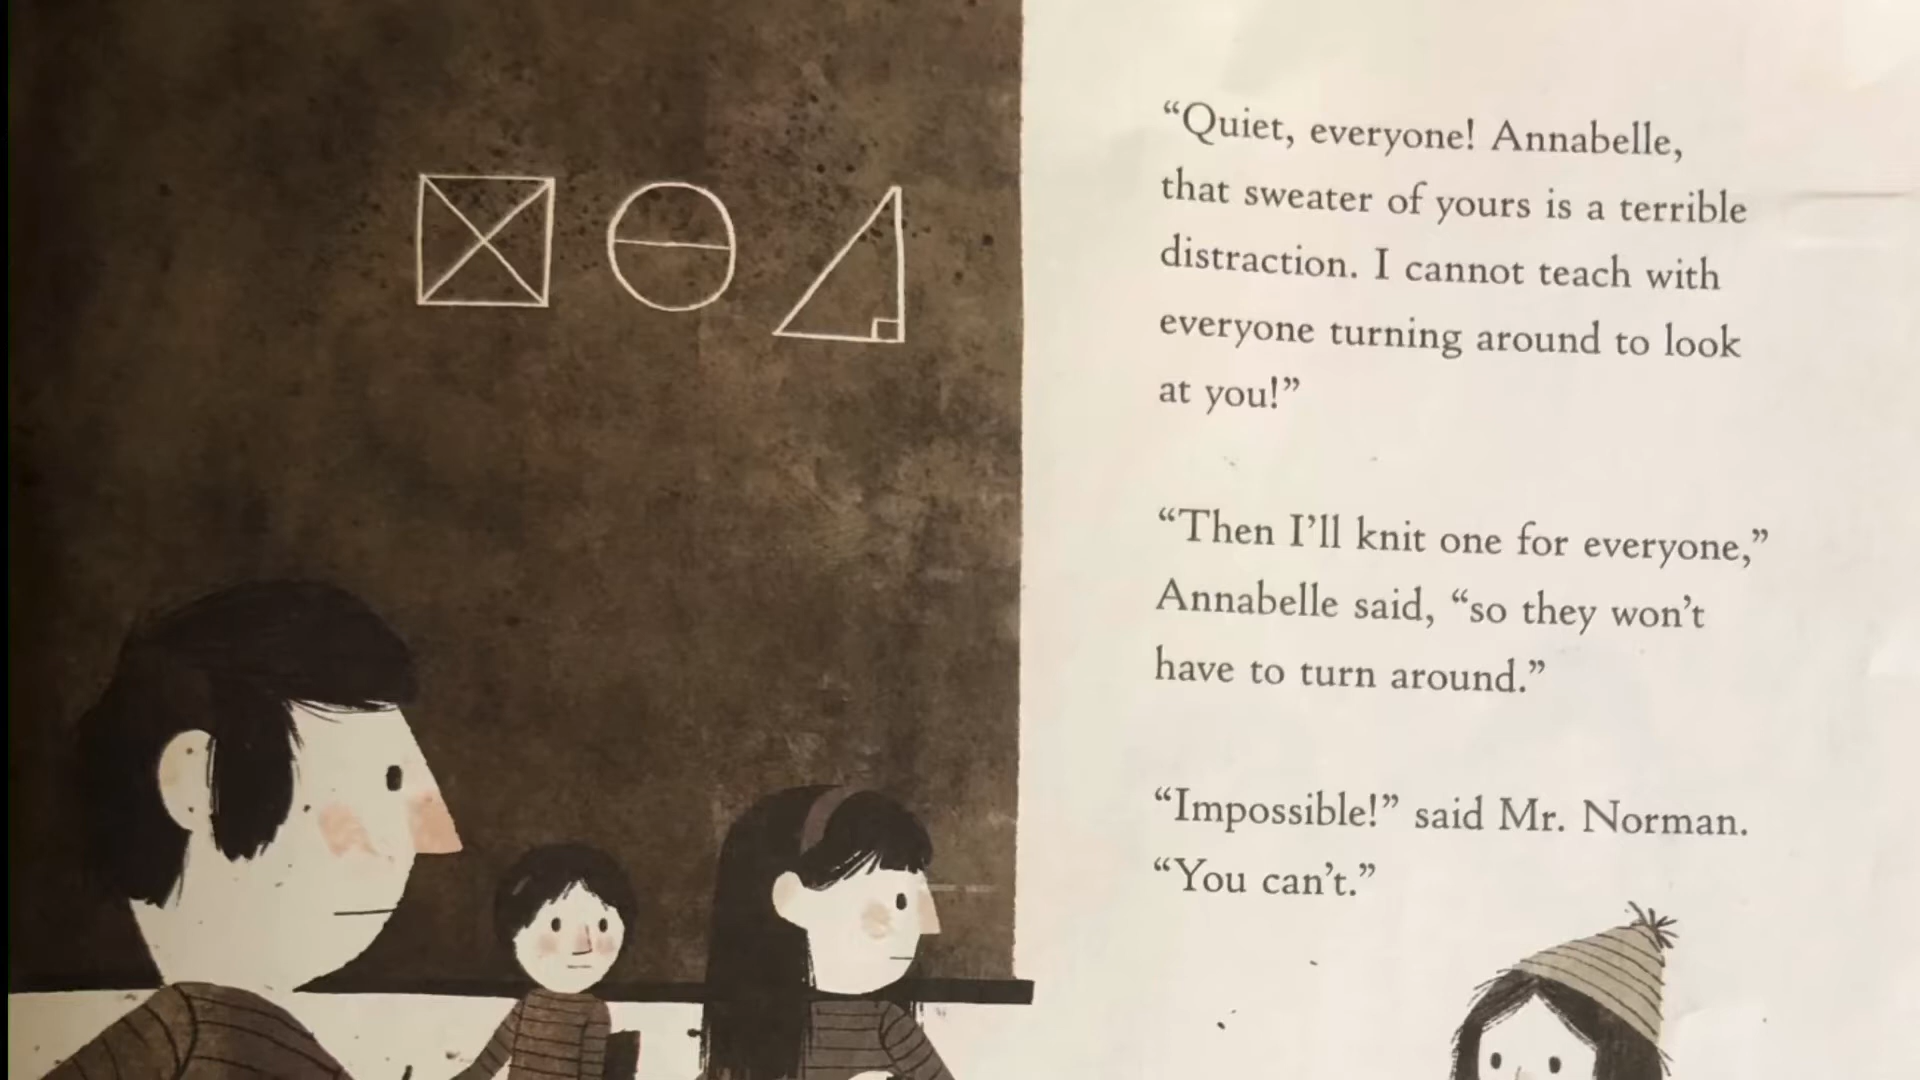 “Quiet, everyone! Annabelle,
that sweater of yours is a terrible
distraction. I cannot teach with
everyone turning around to look
at you!”
“Then I’ll knit one for everyone,”
Annabelle said, “so they won’t
have to turn around.”
“Impossible!” said Mr. Norman.
“You can’t.”